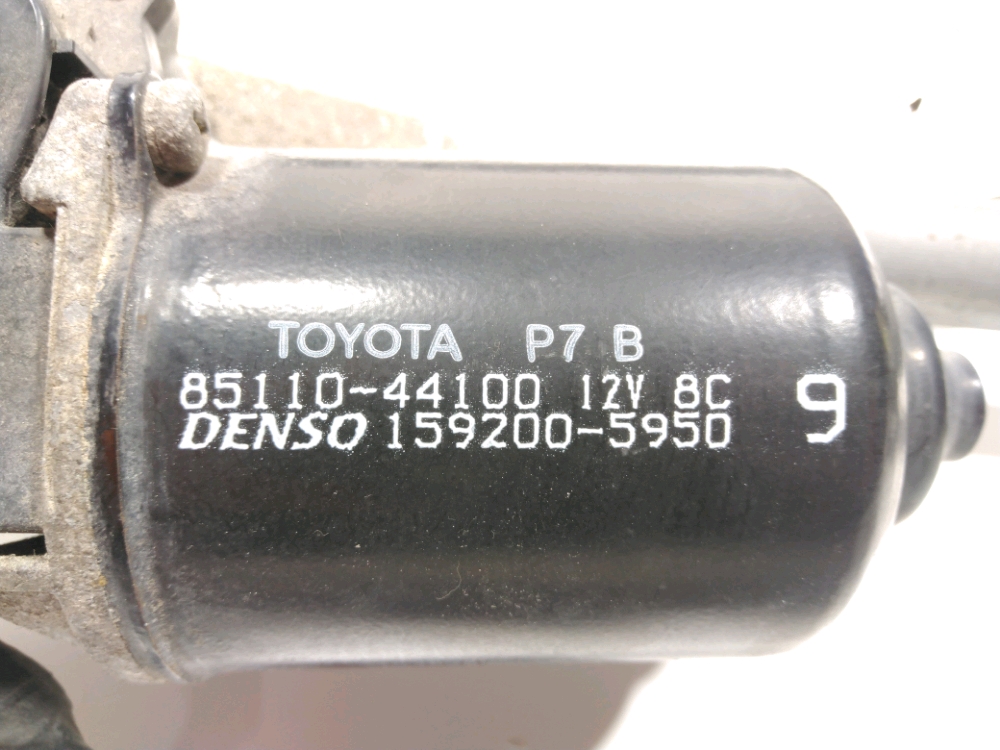 TOYOTA P7 B
85110-44100 12V 8C 9
DENSO 159200-5950